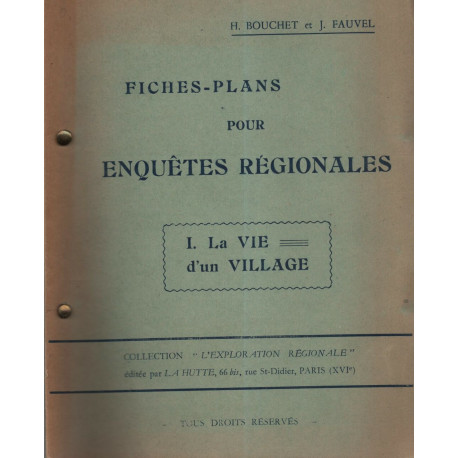 H. BOUCHET et J. FAUVEL
FICHES-PLANS
POUR
ENQUÊTES RÉGIONALES
I. La VIE
d'un VILLAGE
COLLECTION " L'EXPLORATION RÉGIONALE "
éditée par LA HUTTE, 66 bis, rue St-Didier, PARIS (XVIe)
- TOUS DROITS RÉSERVÉS -